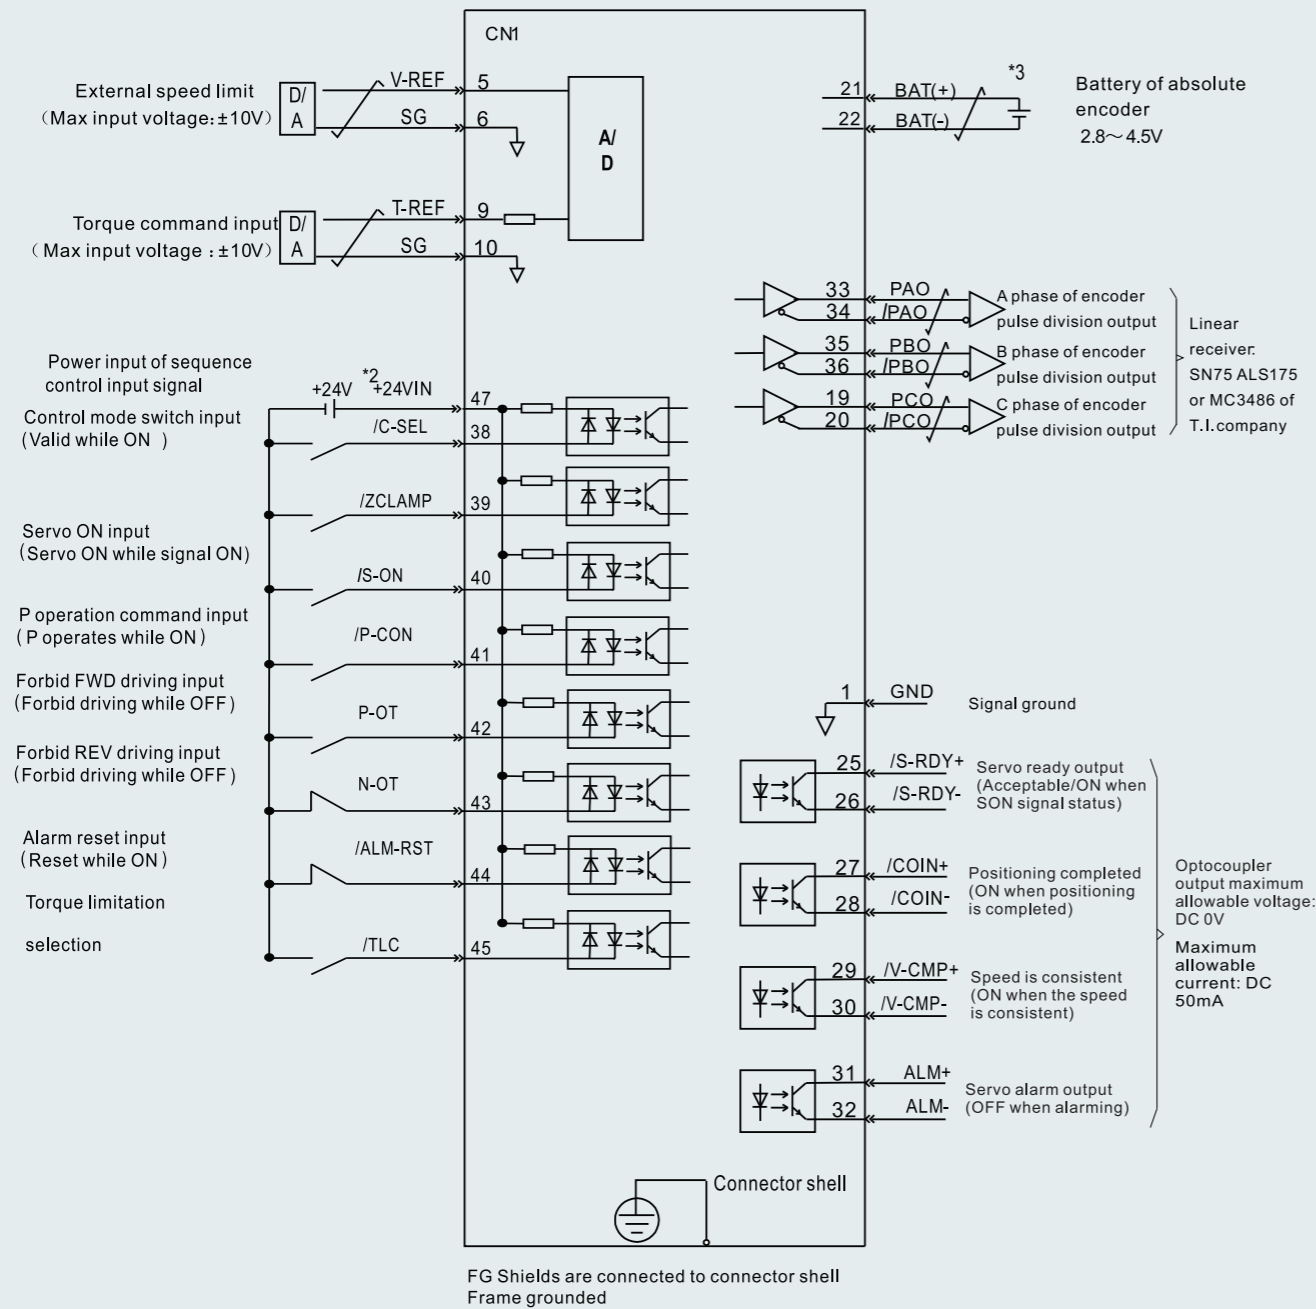 CN1
External speed limit
(Max input voltage:±10V)
D/
A
V-REF
5
SG
6
A/
D
Torque command input
(Max input voltage :±10V)
D/
A
T-REF
9
SG
10
21
BAT(+)
22
BAT(-)
*3
Battery of absolute
encoder
2.8～4.5V
33
PAO
34
/PAO
A phase of encoder
pulse division output
35
PBO
36
/PBO
B phase of encoder
pulse division output
19
PCO
20
/PCO
C phase of encoder
pulse division output
Linear
receiver:
SN75 ALS175
or MC3486 of
T.I.company
Power input of sequence
control input signal
+24V
*2
+24VIN
47
Control mode switch input
(Valid while ON )
/C-SEL
38
/ZCLAMP
39
Servo ON input
(Servo ON while signal ON)
/S-ON
40
P operation command input
(P operates while ON)
/P-CON
41
Forbid FWD driving input
(Forbid driving while OFF)
P-OT
42
Forbid REV driving input
(Forbid driving while OFF)
N-OT
43
Alarm reset input
(Reset while ON)
/ALM-RST
44
Torque limitation
selection
/TLC
45
1
GND
Signal ground
25
/S-RDY+
26
/S-RDY-
Servo ready output
(Acceptable/ON when
SON signal status)
27
/COIN+
28
/COIN-
Positioning completed
(ON when positioning
is completed)
29
/V-CMP+
30
/V-CMP-
Speed is consistent
(ON when the speed
is consistent)
31
ALM+
32
ALM-
Servo alarm output
(OFF when alarming)
Optocoupler
output maximum
allowable voltage:
DC 0V
Maximum
allowable
current: DC
50mA
Connector shell
FG Shields are connected to connector shell
Frame grounded